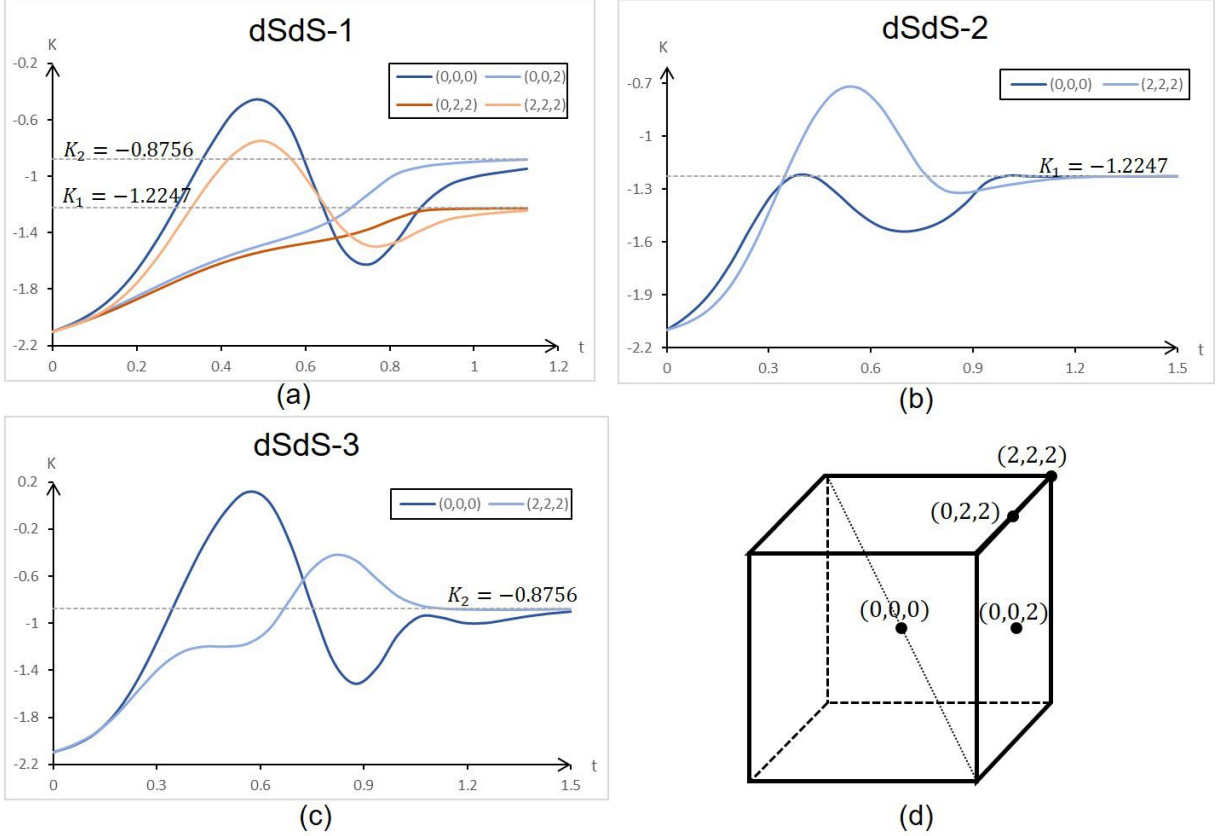 dSdS-1
K
-0.2
-0.6
-1
-1.4
-1.8
-2.2
(0,0,0) (0,0,2)
(0,2,2) (2,2,2)
K₂ = −0.8756
K₁ = −1.2247
0 0.2 0.4 0.6 0.8 1 1.2
t
(a)
dSdS-2
K
-0.7
-1
-1.3
-1.6
-1.9
-2.2
(0,0,0) (2,2,2)
K₁ = −1.2247
0 0.3 0.6 0.9 1.2 1.5
t
(b)
dSdS-3
K
0.2
-0.2
-0.6
-1
-1.4
-1.8
-2.2
(0,0,0) (2,2,2)
K₂ = −0.8756
0 0.3 0.6 0.9 1.2 1.5
t
(c)
(2,2,2)
(0,2,2)
(0,0,0) (0,0,2)
(d)